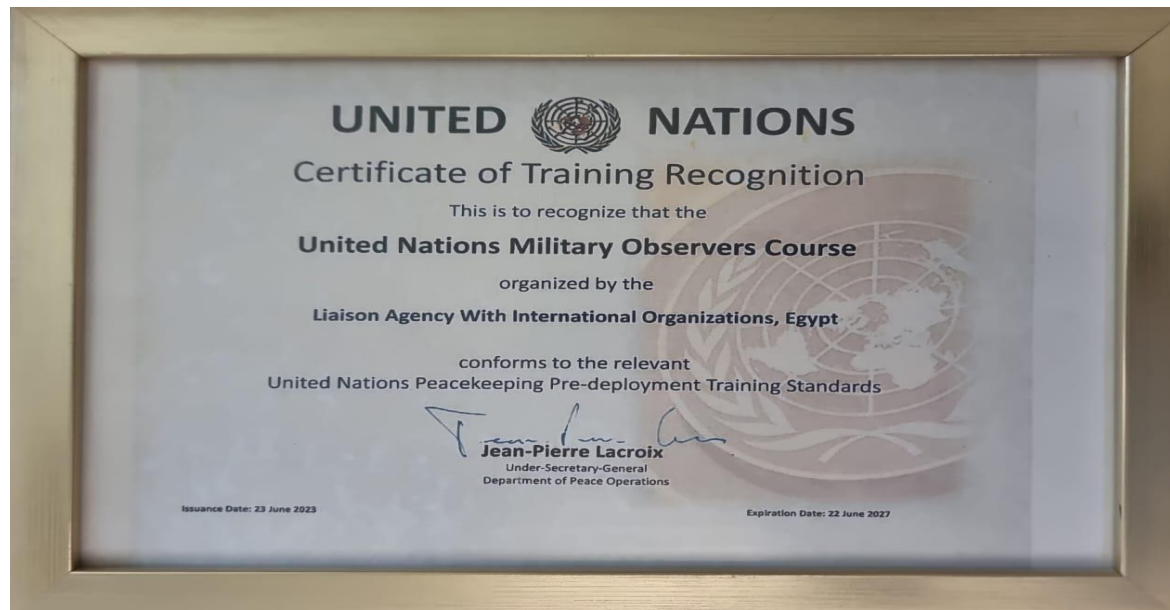 UNITED NATIONS
Certificate of Training Recognition
This is to recognize that the
United Nations Military Observers Course
organized by the
Liaison Agency With International Organizations, Egypt
conforms to the relevant
United Nations Peacekeeping Pre-deployment Training Standards
Jean-Pierre Lacroix
Under-Secretary-General
Department of Peace Operations
Issuance Date: 23 June 2023
Expiration Date: 22 June 2027